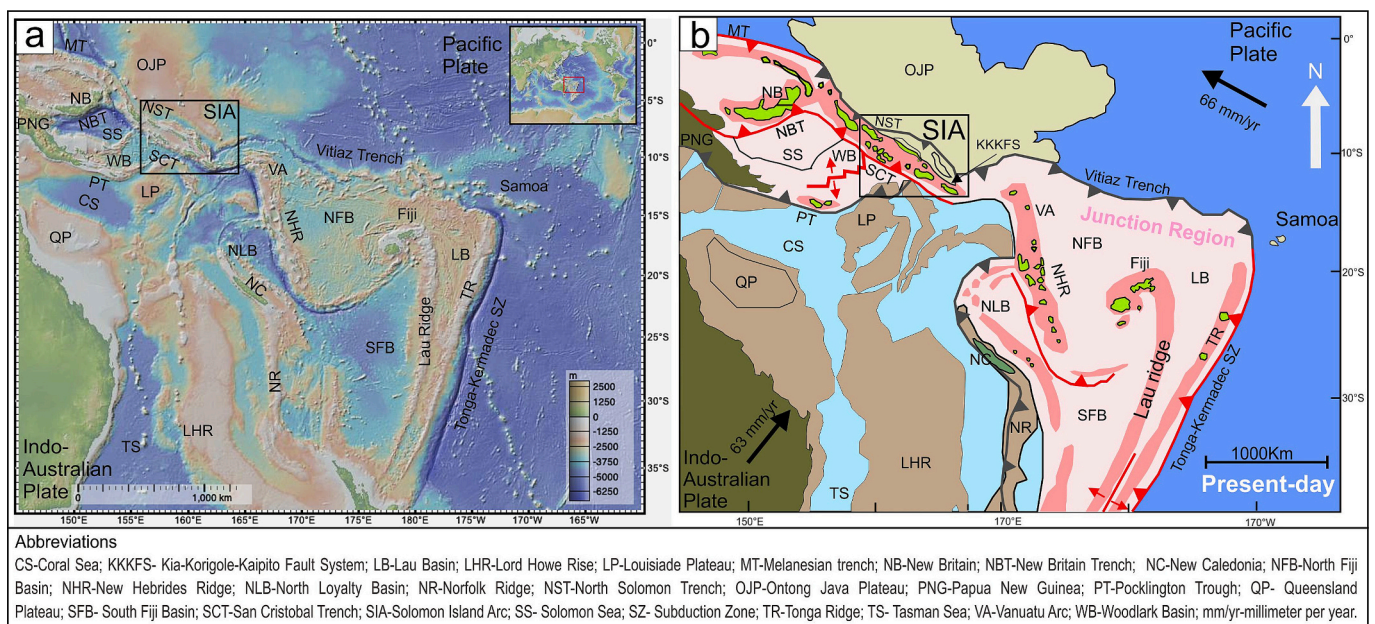 a
MT
OJP
Pacific
Plate
0°
NB
NST
SIA
5°S
PNG
NBT
SS
WB
SCT
Vitiaz Trench
10°S
VA
PT
LP
Samoa
CS
15°S
NHR
NFB
Fiji
QP
NLB
LB
20°S
NC
TR
Lau Ridge
Tonga-Kermadec SZ
25°S
SFB
NR
m
2500
1250
0
-1250
-2500
-3750
-5000
-6250
30°S
LHR
TS
Indo-
Australian
Plate
35°S
0
1,000 km
150°E
155°E
160°E
165°E
170°E
175°E
180°E
175°W
170°W
165°W
b
MT
OJP
Pacific
Plate
0°
66 mm/yr
N
NB
NST
SIA
PNG
NBT
KKKFS
SS
WB
SCT
10°S
Vitiaz Trench
PT
LP
VA
Junction Region
Samoa
CS
NFB
NHR
Fiji
LB
20°S
QP
NLB
TR
NC
Lau ridge
Tonga-Kermadec SZ
SFB
30°S
63 mm/yr
NR
Indo-
Australian
Plate
LHR
TS
1000Km
Present-day
150°E
170°E
170°W
Abbreviations
CS-Coral Sea; KKKFS- Kia-Korigole-Kaipito Fault System; LB-Lau Basin; LHR-Lord Howe Rise; LP-Louisiade Plateau; MT-Melanesian trench; NB-New Britain; NBT-New Britain Trench; NC-New Caledonia; NFB-North Fiji
Basin; NHR-New Hebrides Ridge; NLB-North Loyalty Basin; NR-Norfolk Ridge; NST-North Solomon Trench; OJP-Ontong Java Plateau; PNG-Papua New Guinea; PT-Pocklington Trough; QP- Queensland
Plateau; SFB- South Fiji Basin; SCT-San Cristobal Trench; SIA-Solomon Island Arc; SS- Solomon Sea; SZ- Subduction Zone; TR-Tonga Ridge; TS- Tasman Sea; VA-Vanuatu Arc; WB-Woodlark Basin; mm/yr-millimeter per year.